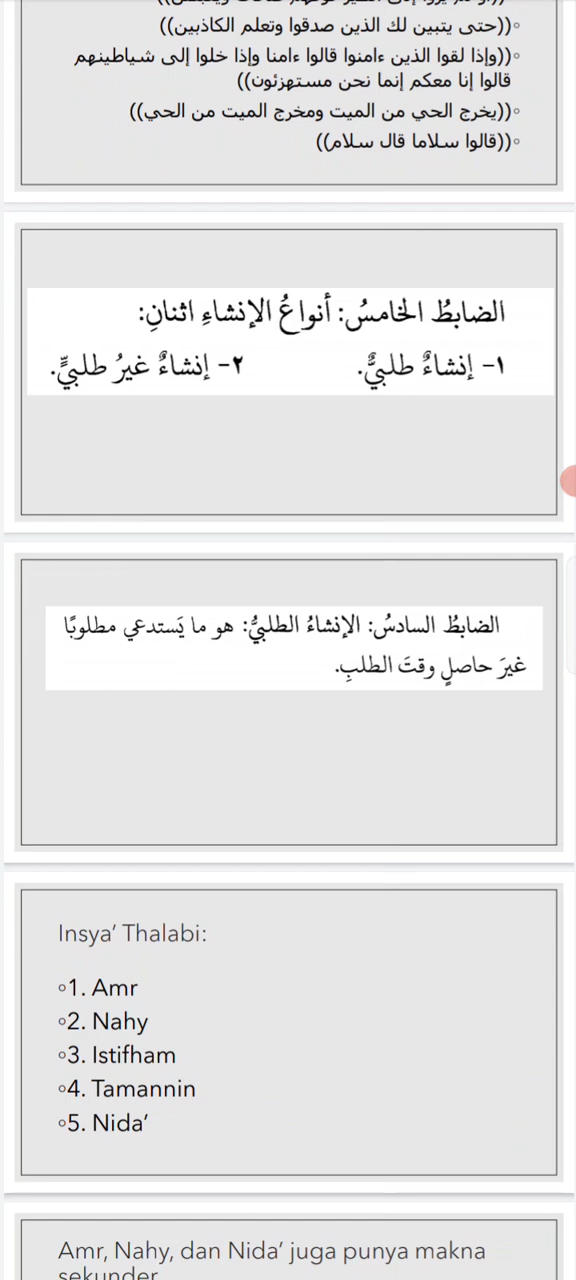 ◦((حتى يتبين لك الذين صدقوا وتعلم الكاذبين))
◦((وإذا لقوا الذين ءامنوا قالوا ءامنا وإذا خلوا إلى شياطينهم
قالوا إنا معكم إنما نحن مستهزئون))
◦((يخرج الحي من الميت ومخرج الميت من الحي))
◦((قالوا سلاما قال سلام))
الضابطُ الخامسُ: أنواعُ الإنشاءِ اثنانِ:
١- إنشاءٌ طلبيٌّ. ٢- إنشاءٌ غيرُ طلبيٍّ.
الضابطُ السادسُ: الإنشاءُ الطلبيُّ: هو ما يَستدعي مطلوبًا
غيرَ حاصلٍ وقتَ الطلبِ.
Insya’ Thalabi:
◦1. Amr
◦2. Nahy
◦3. Istifham
◦4. Tamannin
◦5. Nida’
Amr, Nahy, dan Nida’ juga punya makna
sekunder